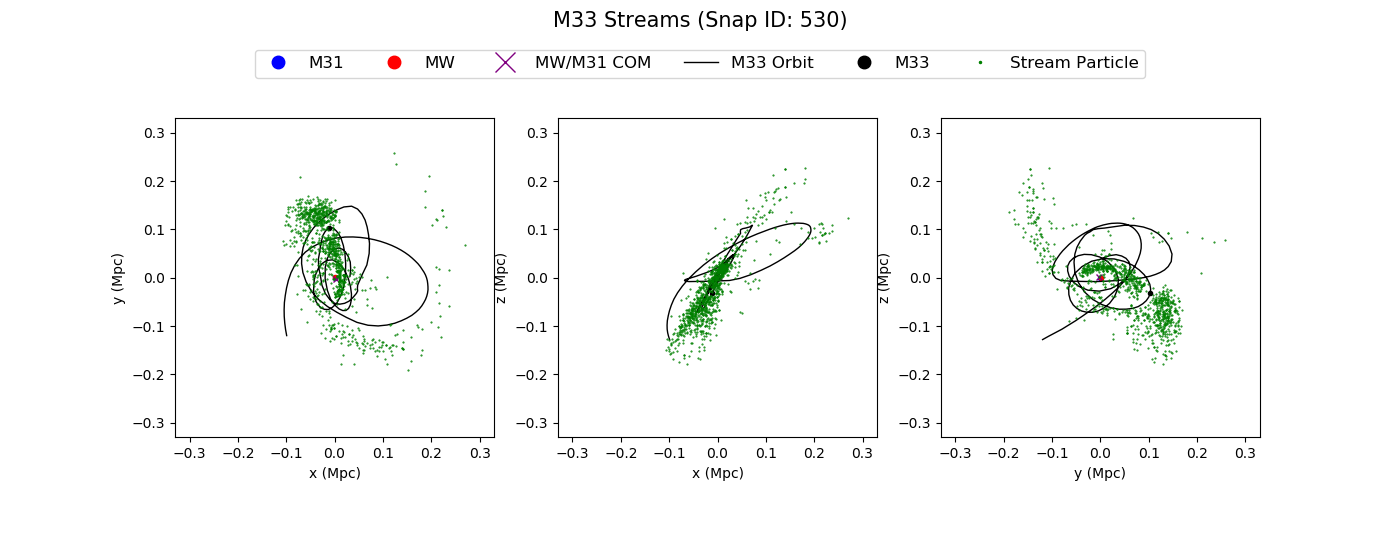 M33 Streams (Snap ID: 530)
M31 MW MW/M31 COM M33 Orbit M33 Stream Particle
0.3 0.3 0.3
0.2 0.2 0.2
0.1 0.1 0.1
y (Mpc) 0.0 z (Mpc) 0.0 z (Mpc) 0.0
−0.1 −0.1 −0.1
−0.2 −0.2 −0.2
−0.3 −0.3 −0.3
−0.3 −0.2 −0.1 0.0 0.1 0.2 0.3 −0.3 −0.2 −0.1 0.0 0.1 0.2 0.3 −0.3 −0.2 −0.1 0.0 0.1 0.2 0.3
x (Mpc) x (Mpc) y (Mpc)